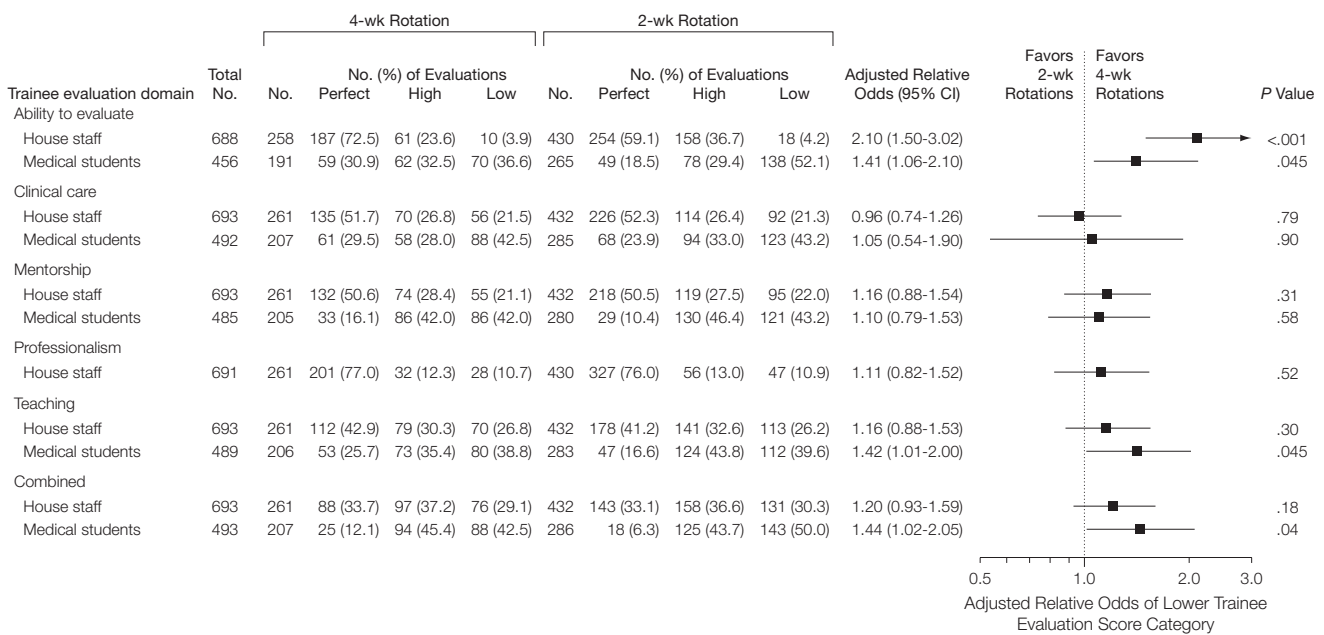 4-wk Rotation 2-wk Rotation
Favors Favors
Total No. (%) of Evaluations No. (%) of Evaluations Adjusted Relative 2-wk 4-wk
Trainee evaluation domain No. No. Perfect High Low No. Perfect High Low Odds (95% CI) Rotations Rotations P Value
Ability to evaluate
House staff 688 258 187 (72.5) 61 (23.6) 10 (3.9) 430 254 (59.1) 158 (36.7) 18 (4.2) 2.10 (1.50-3.02) <.001
Medical students 456 191 59 (30.9) 62 (32.5) 70 (36.6) 265 49 (18.5) 78 (29.4) 138 (52.1) 1.41 (1.06-2.10) .045
Clinical care
House staff 693 261 135 (51.7) 70 (26.8) 56 (21.5) 432 226 (52.3) 114 (26.4) 92 (21.3) 0.96 (0.74-1.26) .79
Medical students 492 207 61 (29.5) 58 (28.0) 88 (42.5) 285 68 (23.9) 94 (33.0) 123 (43.2) 1.05 (0.54-1.90) .90
Mentorship
House staff 693 261 132 (50.6) 74 (28.4) 55 (21.1) 432 218 (50.5) 119 (27.5) 95 (22.0) 1.16 (0.88-1.54) .31
Medical students 485 205 33 (16.1) 86 (42.0) 86 (42.0) 280 29 (10.4) 130 (46.4) 121 (43.2) 1.10 (0.79-1.53) .58
Professionalism
House staff 691 261 201 (77.0) 32 (12.3) 28 (10.7) 430 327 (76.0) 56 (13.0) 47 (10.9) 1.11 (0.82-1.52) .52
Teaching
House staff 693 261 112 (42.9) 79 (30.3) 70 (26.8) 432 178 (41.2) 141 (32.6) 113 (26.2) 1.16 (0.88-1.53) .30
Medical students 489 206 53 (25.7) 73 (35.4) 80 (38.8) 283 47 (16.6) 124 (43.8) 112 (39.6) 1.42 (1.01-2.00) .045
Combined
House staff 693 261 88 (33.7) 97 (37.2) 76 (29.1) 432 143 (33.1) 158 (36.6) 131 (30.3) 1.20 (0.93-1.59) .18
Medical students 493 207 25 (12.1) 94 (45.4) 88 (42.5) 286 18 (6.3) 125 (43.7) 143 (50.0) 1.44 (1.02-2.05) .04
0.5 1.0 2.0 3.0
Adjusted Relative Odds of Lower Trainee
Evaluation Score Category